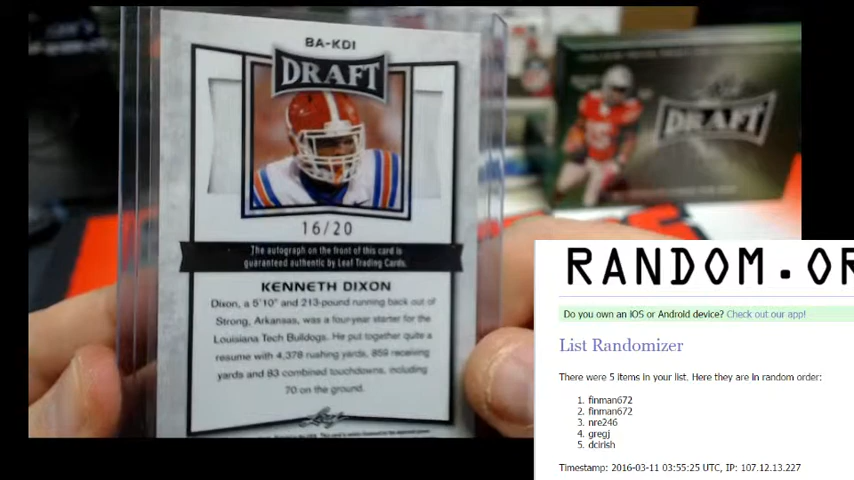 BA-KD1
DRAFT
16/20
The autograph on the front of this card is
guaranteed authentic by Leaf Trading Cards.
KENNETH DIXON
Dixon, a 5'10" and 213-pound running back out of
Strong, Arkansas, was a four-year starter for the
Louisiana Tech Bulldogs. He put together quite a
resume with 4,378 rushing yards, 859 receiving
yards and 83 combined touchdowns, including
70 on the ground.
Leaf
DRAFT
RANDOM.OR
Do you own an iOS or Android device? Check out our app!
List Randomizer
There were 5 items in your list. Here they are in random order:
1. finman672
2. finman672
3. nre246
4. gregj
5. dcirish
Timestamp: 2016-03-11 03:55:25 UTC, IP: 107.12.13.227